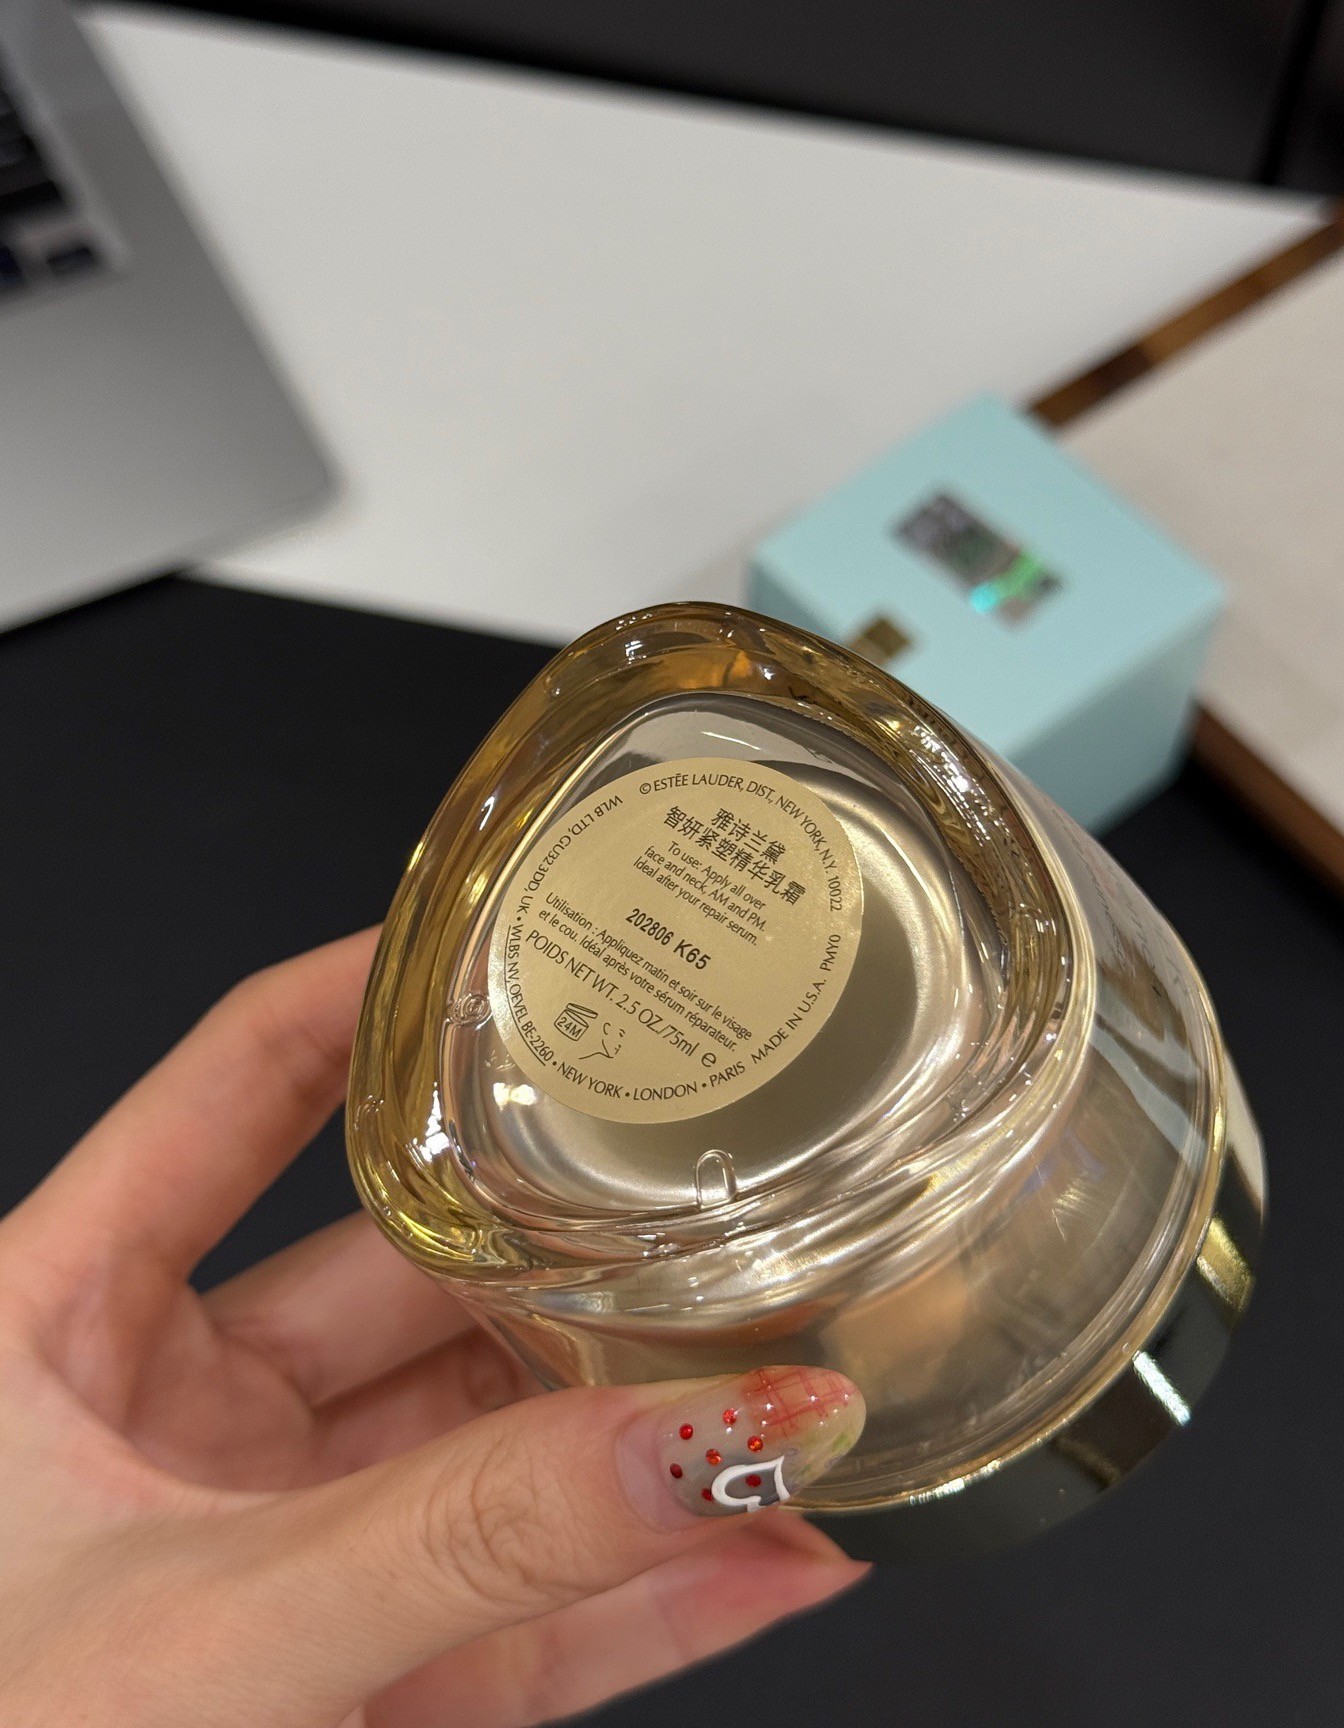 © ESTĒE LAUDER, DIST., NEW YORK, N.Y. 10022
雅诗兰黛
智妍紧塑精华乳霜
To use: Apply all over
face and neck, AM and PM.
Ideal after your repair serum.
202806 K65
Utilisation : Appliquez matin et soir sur le visage
et le cou. Idéal après votre sérum réparateur.
POIDS NET WT. 2.5 OZ/75ml ℮
24M
WLB LTD, GU32 3DD, UK • WLBS NV, OEVEL BE-2260 • NEW YORK • LONDON • PARIS MADE IN U.S.A. PMY0